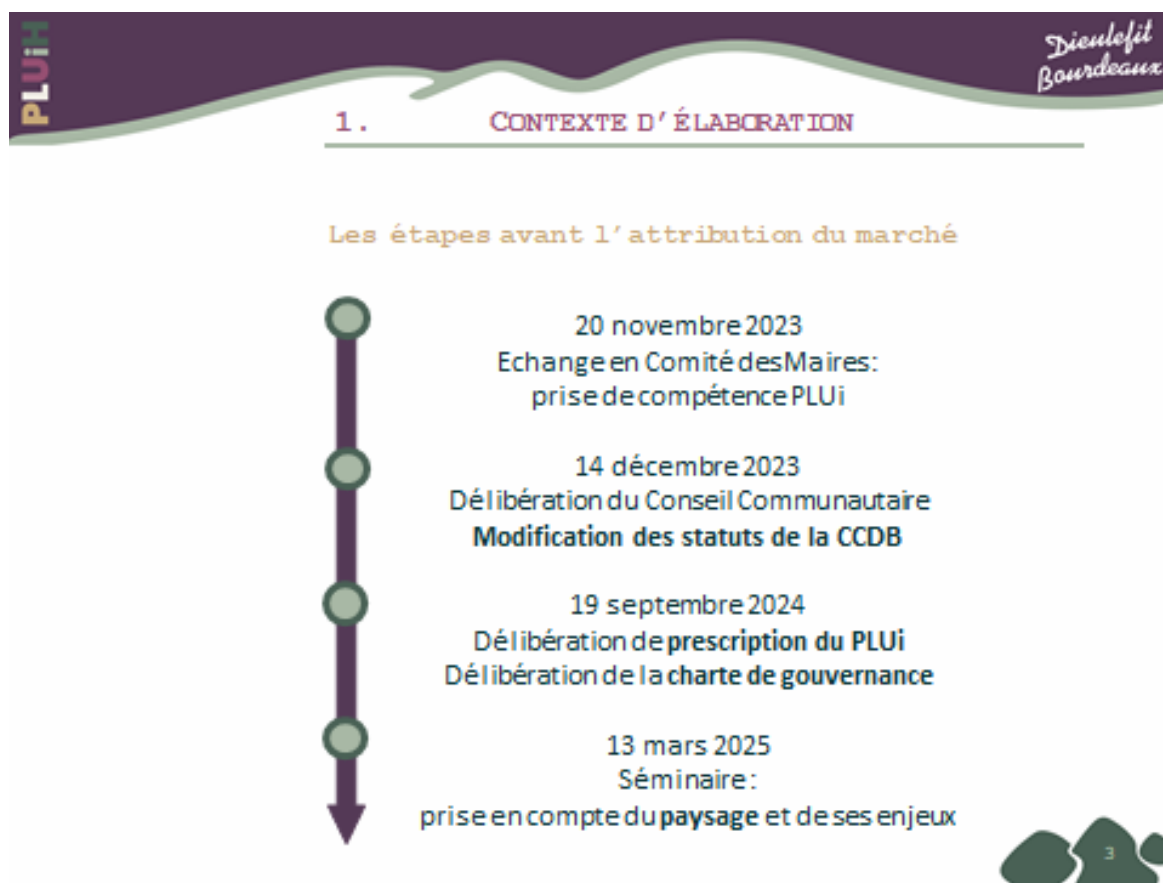 PLUiH
Dieulefit
Bourdeaux
1. CONTEXTE D'ÉLABORATION
Les étapes avant l'attribution du marché
20 novembre 2023
Echange en Comité des Maires :
prise de compétence PLUi
14 décembre 2023
Délibération du Conseil Communautaire
Modification des statuts de la CCDB
19 septembre 2024
Délibération de prescription du PLUi
Délibération de la charte de gouvernance
13 mars 2025
Séminaire :
prise en compte du paysage et de ses enjeux
3